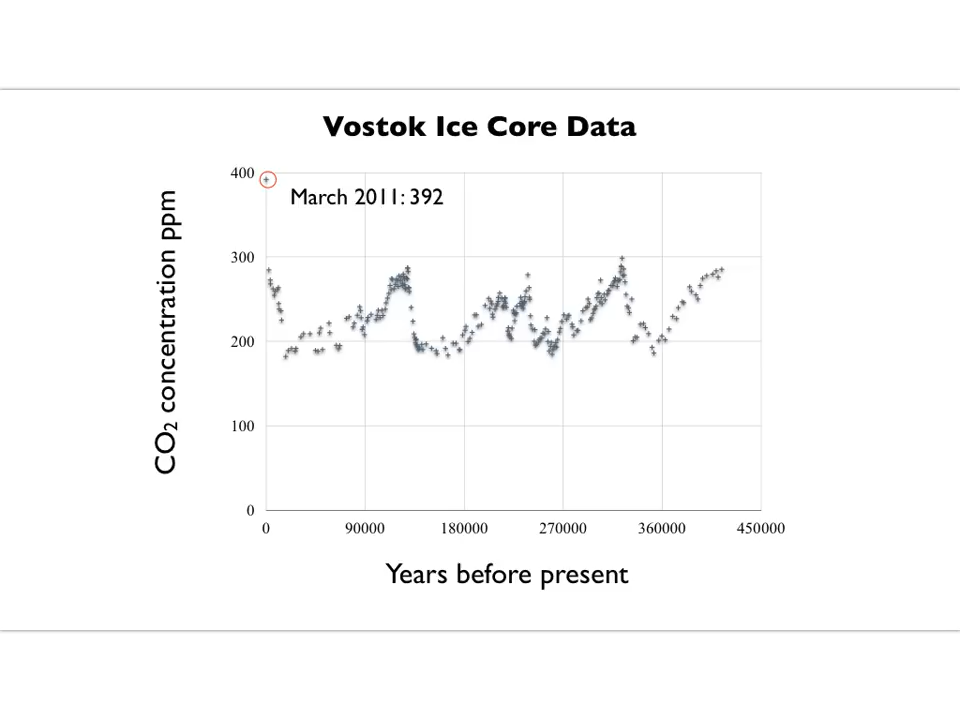 Vostok Ice Core Data
CO₂ concentration ppm
400
300
200
100
0
March 2011: 392
0 90000 180000 270000 360000 450000
Years before present